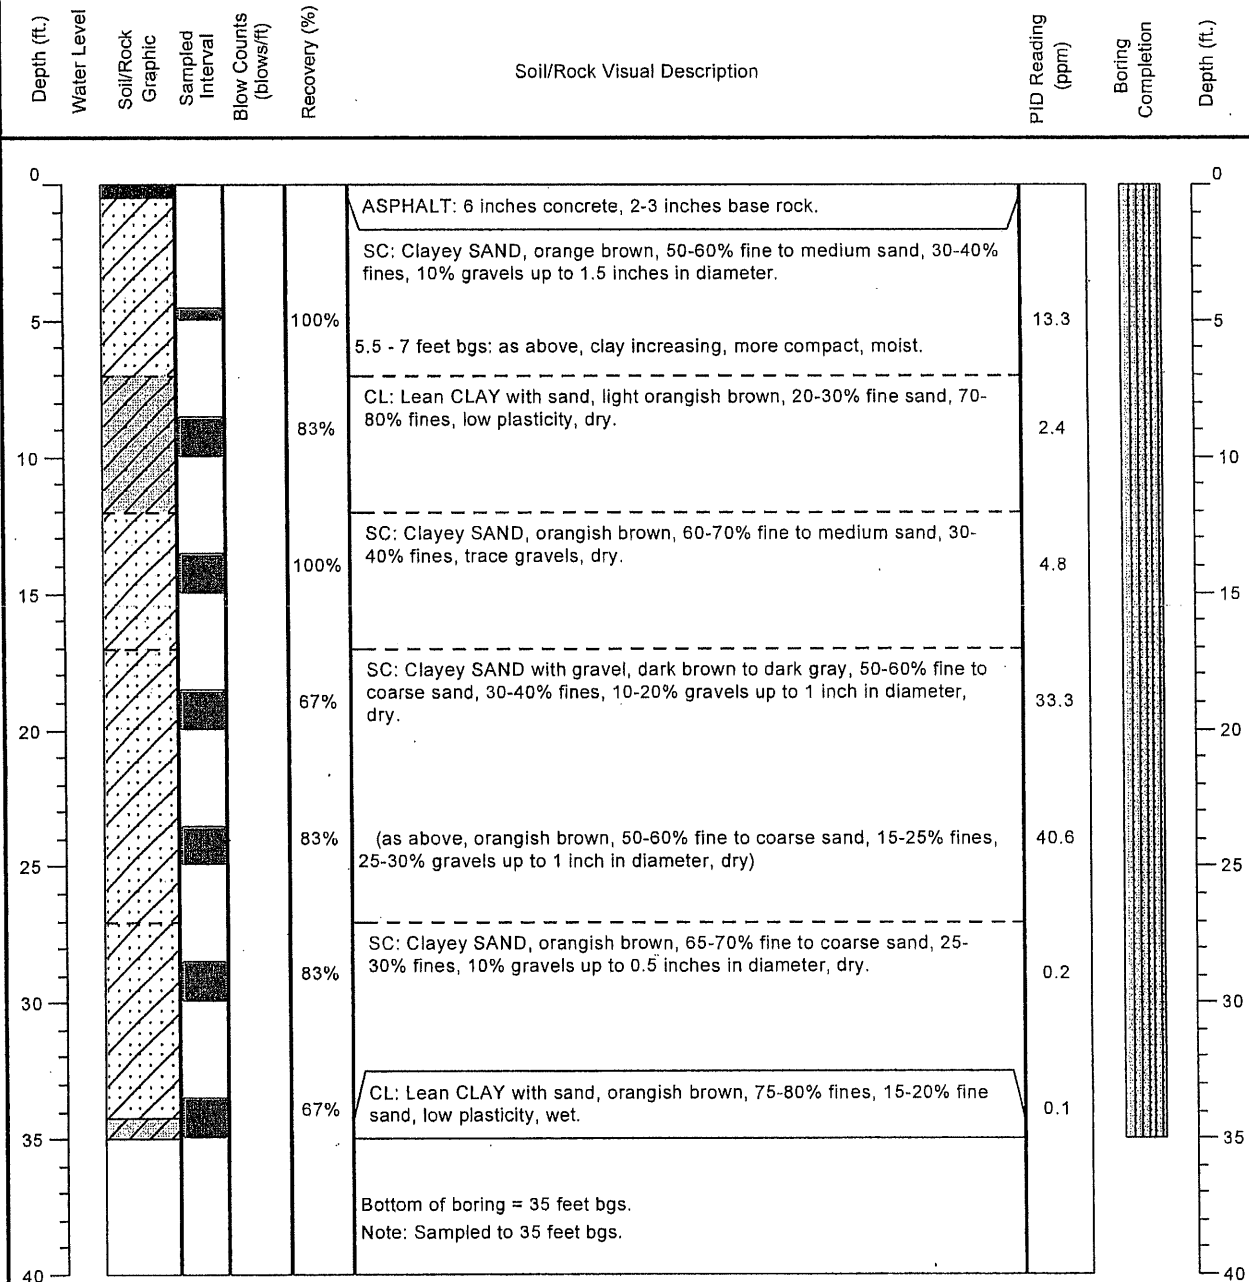 Depth (ft.)
Water Level
Soil/Rock
Graphic
Sampled
Interval
Blow Counts
(blows/ft)
Recovery (%)
Soil/Rock Visual Description
PID Reading
(ppm)
Boring
Completion
Depth (ft.)
0
0
ASPHALT: 6 inches concrete, 2-3 inches base rock.
SC: Clayey SAND, orange brown, 50-60% fine to medium sand, 30-40%
fines, 10% gravels up to 1.5 inches in diameter.
5
100%
13.3
5
5.5 - 7 feet bgs: as above, clay increasing, more compact, moist.
CL: Lean CLAY with sand, light orangish brown, 20-30% fine sand, 70-
80% fines, low plasticity, dry.
83%
2.4
10
10
SC: Clayey SAND, orangish brown, 60-70% fine to medium sand, 30-
40% fines, trace gravels, dry.
100%
4.8
15
15
SC: Clayey SAND with gravel, dark brown to dark gray, 50-60% fine to
coarse sand, 30-40% fines, 10-20% gravels up to 1 inch in diameter,
dry.
67%
33.3
20
20
83%
(as above, orangish brown, 50-60% fine to coarse sand, 15-25% fines,
25-30% gravels up to 1 inch in diameter, dry)
40.6
25
25
SC: Clayey SAND, orangish brown, 65-70% fine to coarse sand, 25-
30% fines, 10% gravels up to 0.5 inches in diameter, dry.
83%
0.2
30
30
CL: Lean CLAY with sand, orangish brown, 75-80% fines, 15-20% fine
sand, low plasticity, wet.
67%
0.1
35
35
Bottom of boring = 35 feet bgs.
Note: Sampled to 35 feet bgs.
40
40